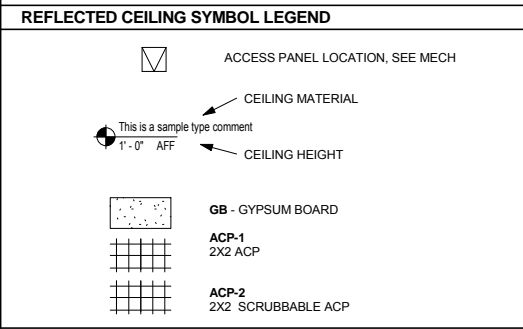 REFLECTED CEILING SYMBOL LEGEND
ACCESS PANEL LOCATION, SEE MECH
CEILING MATERIAL
This is a sample type comment
1' - 0" AFF
CEILING HEIGHT
GB - GYPSUM BOARD
ACP-1
2X2 ACP
ACP-2
2X2 SCRUBBABLE ACP